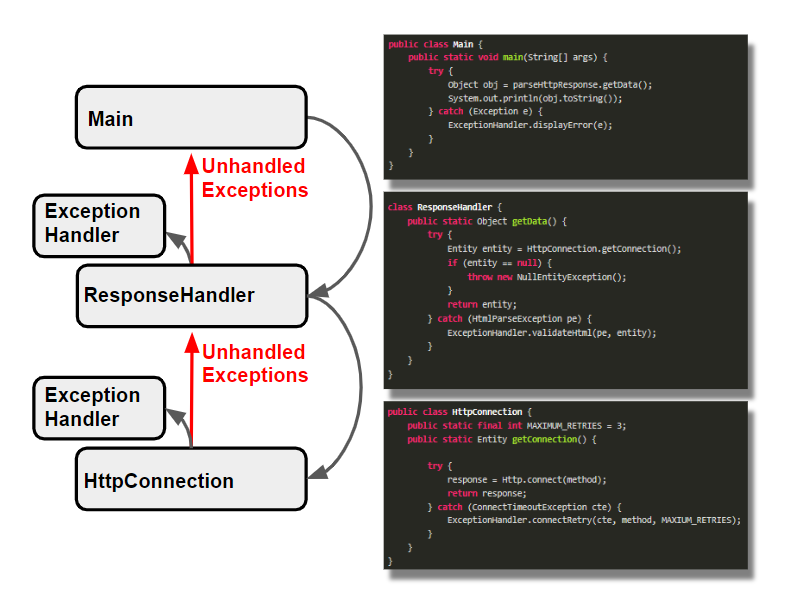 Main
Unhandled
Exceptions
Exception
Handler
ResponseHandler
Unhandled
Exceptions
Exception
Handler
HttpConnection
public class Main {
public static void main(String[] args) {
try {
Object obj = parseHttpResponse.getData();
System.out.println(obj.toString());
} catch (Exception e) {
ExceptionHandler.displayError(e);
}
}
}
class ResponseHandler {
public static Object getData() {
try {
Entity entity = HttpConnection.getConnection();
if (entity == null) {
throw new NullEntityException();
}
return entity;
} catch (HtmlParseException pe) {
ExceptionHandler.validateHtml(pe, entity);
}
}
}
public class HttpConnection {
public static final int MAXIMUM_RETRIES = 3;
public static Entity getConnection() {
try {
response = Http.connect(method);
return response;
} catch (ConnectTimeoutException cte) {
ExceptionHandler.connectRetry(cte, method, MAXIUM_RETRIES);
}
}
}